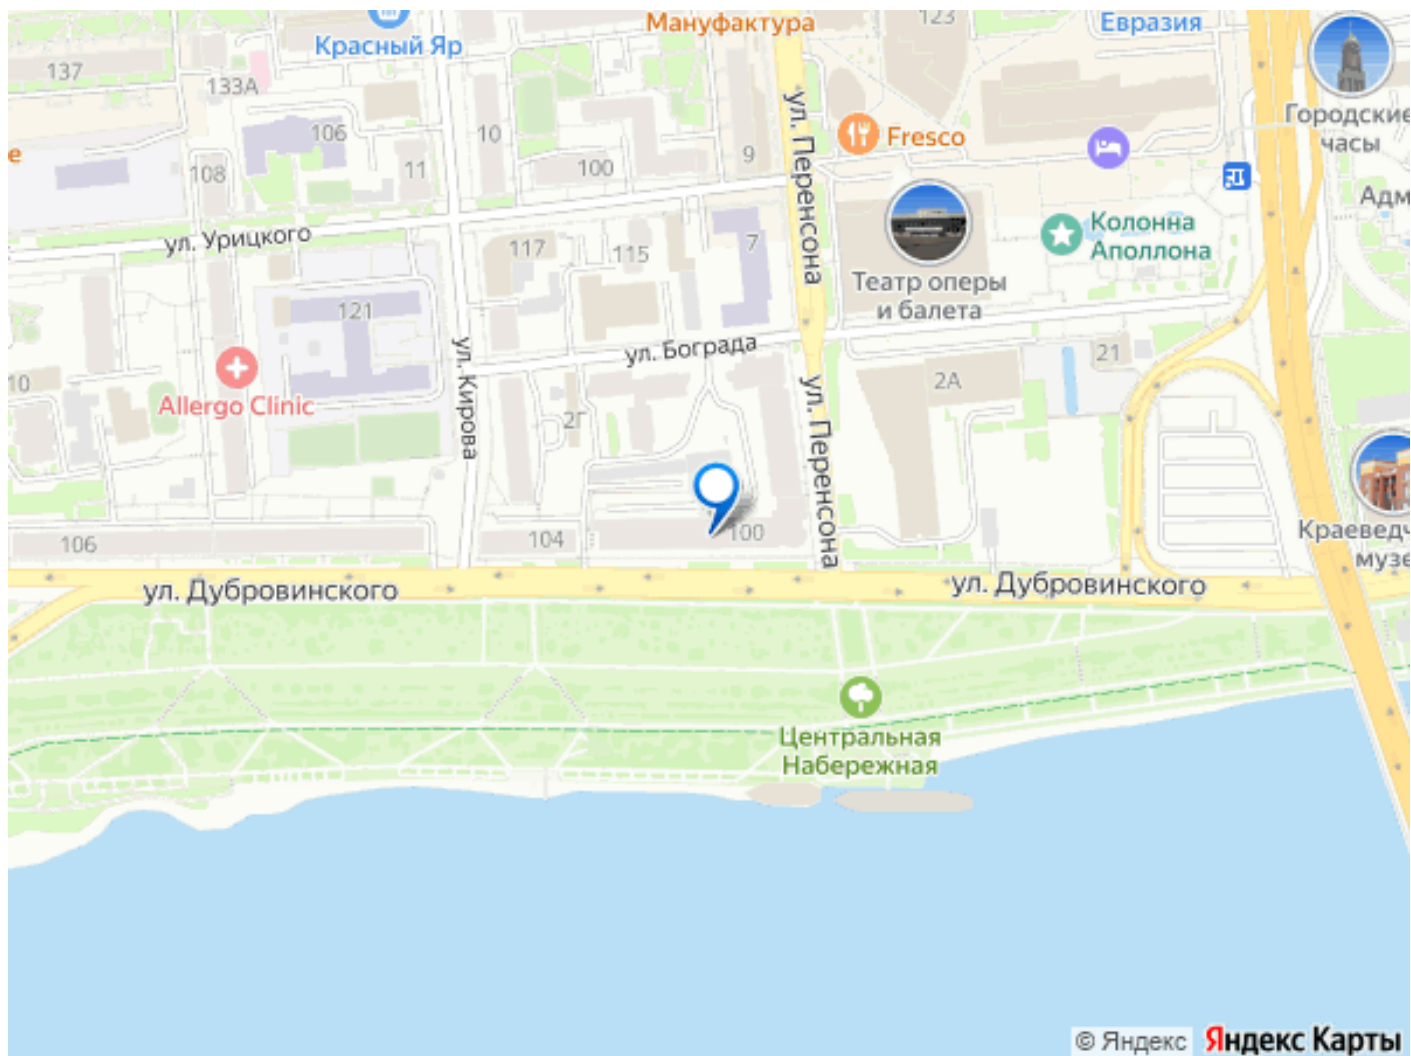 Мануфактура
123
Евразия
Красный Яр
137
133А
Городские
часы
106
10
100
9
Fresco
е
108
11
ул. Перенсона
Адм
ул. Урицкого
117
115
7
Колонна
Аполлона
Театр оперы
и балета
121
ул. Бограда
21
10
2А
Allergo Clinic
ул. Кирова
2Г
ул. Перенсона
106
104
100
Краеведч
музе
ул. Дубровинского
ул. Дубровинского
Центральная
Набережная
© Яндекс Яндекс Карты